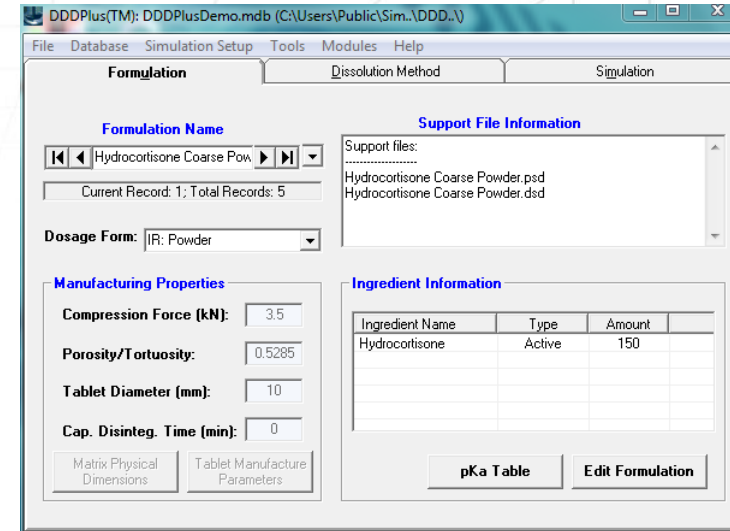 DDDPlus(TM): DDDPlusDemo.mdb (C:\Users\Public\Sim..\DDD..\)
File Database Simulation Setup Tools Modules Help
Formulation Dissolution Method Simulation
Formulation Name
Hydrocortisone Coarse Pow
Current Record: 1; Total Records: 5
Dosage Form: IR: Powder
Support File Information
Support files:
--------------------
Hydrocortisone Coarse Powder.psd
Hydrocortisone Coarse Powder.dsd
Manufacturing Properties
Compression Force (kN): 3.5
Porosity/Tortuosity: 0.5285
Tablet Diameter (mm): 10
Cap. Disinteg. Time (min): 0
Matrix Physical
Dimensions
Tablet Manufacture
Parameters
Ingredient Information
Ingredient Name Type Amount
Hydrocortisone Active 150
pKa Table Edit Formulation